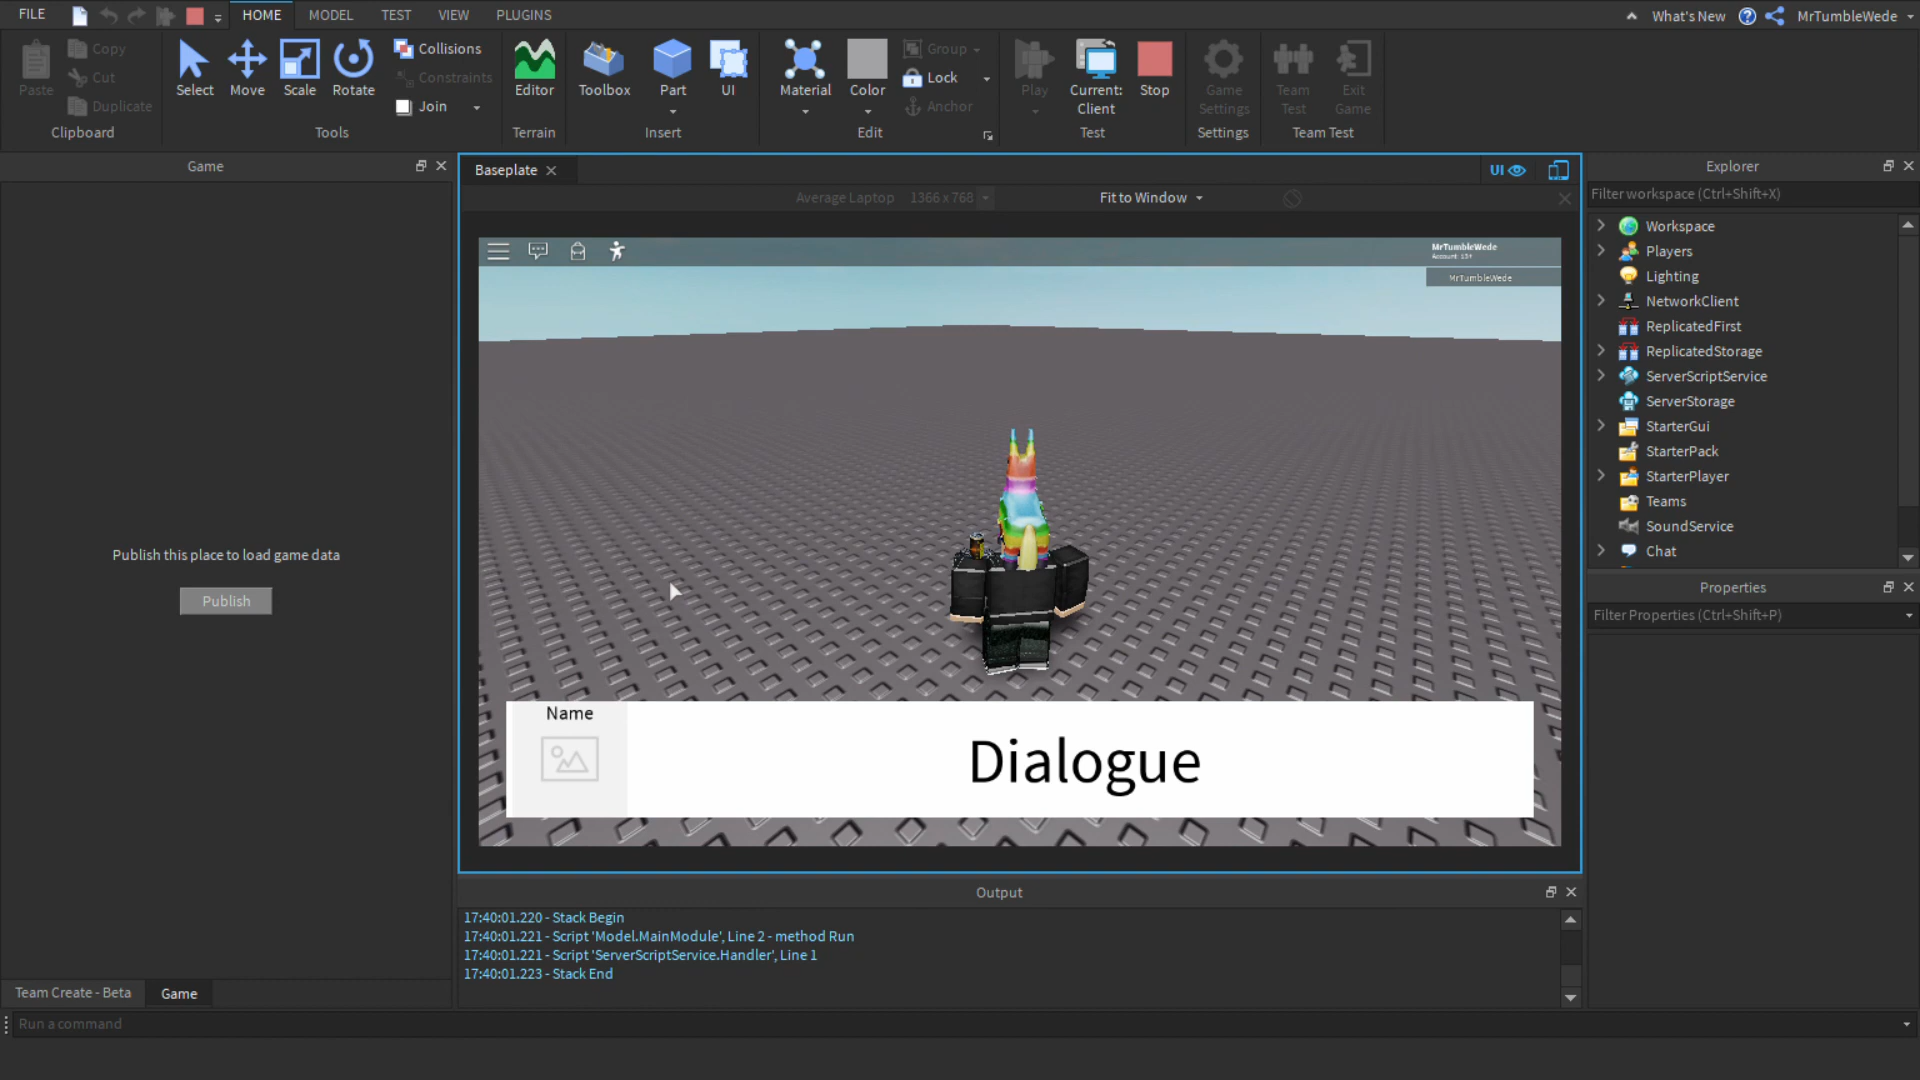 FILE
HOME
MODEL
TEST
VIEW
PLUGINS
What's New
MrTumbleWede
Paste
Copy
Cut
Duplicate
Clipboard
Select
Move
Scale
Rotate
Collisions
Constraints
Join
Tools
Editor
Terrain
Toolbox
Part
UI
Insert
Material
Color
Group
Lock
Anchor
Edit
Play
Current:
Client
Stop
Test
Game
Settings
Settings
Team
Test
Exit
Game
Team Test
Game
Publish this place to load game data
Publish
Team Create - Beta
Game
Baseplate
UI
Average Laptop 1366 x 768
Fit to Window
MrTumbleWede
Account: 13+
MrTumbleWede
Name
Dialogue
Output
17:40:01.220 - Stack Begin
17:40:01.221 - Script 'Model.MainModule', Line 2 - method Run
17:40:01.221 - Script 'ServerScriptService.Handler', Line 1
17:40:01.223 - Stack End
Explorer
Filter workspace (Ctrl+Shift+X)
Workspace
Players
Lighting
NetworkClient
ReplicatedFirst
ReplicatedStorage
ServerScriptService
ServerStorage
StarterGui
StarterPack
StarterPlayer
Teams
SoundService
Chat
Properties
Filter Properties (Ctrl+Shift+P)
Run a command